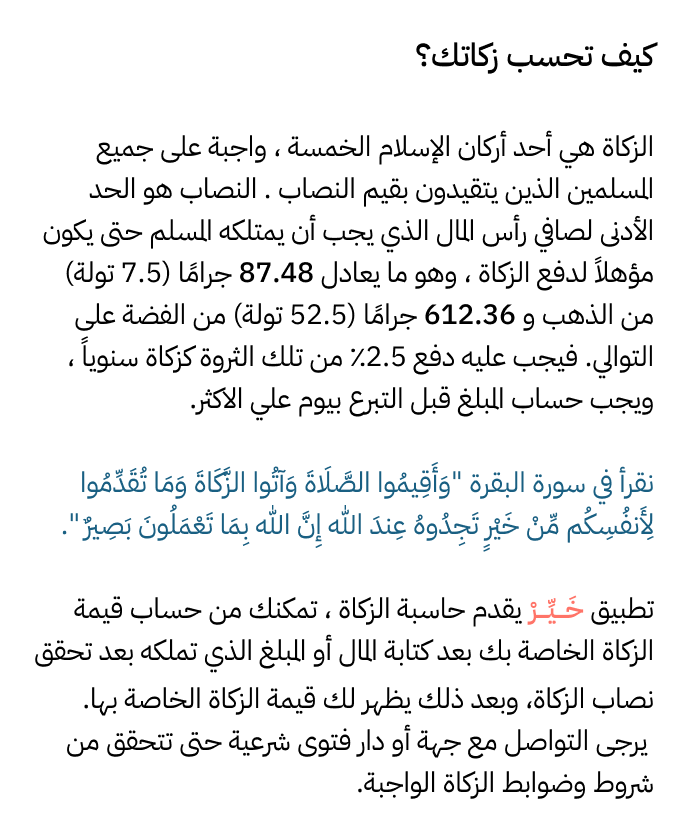 كيف تحسب زكاتك؟
الزكاة هي أحد أركان الإسلام الخمسة ، واجبة على جميع
المسلمين الذين يتقيدون بقيم النصاب . النصاب هو الحد
الأدنى لصافي رأس المال الذي يجب أن يمتلكه المسلم حتى يكون
مؤهلاً لدفع الزكاة ، وهو ما يعادل 87.48 جرامًا (7.5 تولة)
من الذهب و 612.36 جرامًا (52.5 تولة) من الفضة على
التوالي. فيجب عليه دفع 2.5٪ من تلك الثروة كزكاة سنوياً ،
ويجب حساب المبلغ قبل التبرع بيوم علي الاكثر.
نقرأ في سورة البقرة "وَأَقِيمُوا الصَّلَاةَ وَآتُوا الزَّكَاةَ وَمَا تُقَدِّمُوا
لِأَنفُسِكُم مِّنْ خَيْرٍ تَجِدُوهُ عِندَ اللَّه إِنَّ اللَّه بِمَا تَعْمَلُونَ بَصِيرٌ".
تطبيق خَــيِّــرْ يقدم حاسبة الزكاة ، تمكنك من حساب قيمة
الزكاة الخاصة بك بعد كتابة المال أو المبلغ الذي تملكه بعد تحقق
نصاب الزكاة، وبعد ذلك يظهر لك قيمة الزكاة الخاصة بها.
يرجى التواصل مع جهة أو دار فتوى شرعية حتى تتحقق من
شروط وضوابط الزكاة الواجبة.